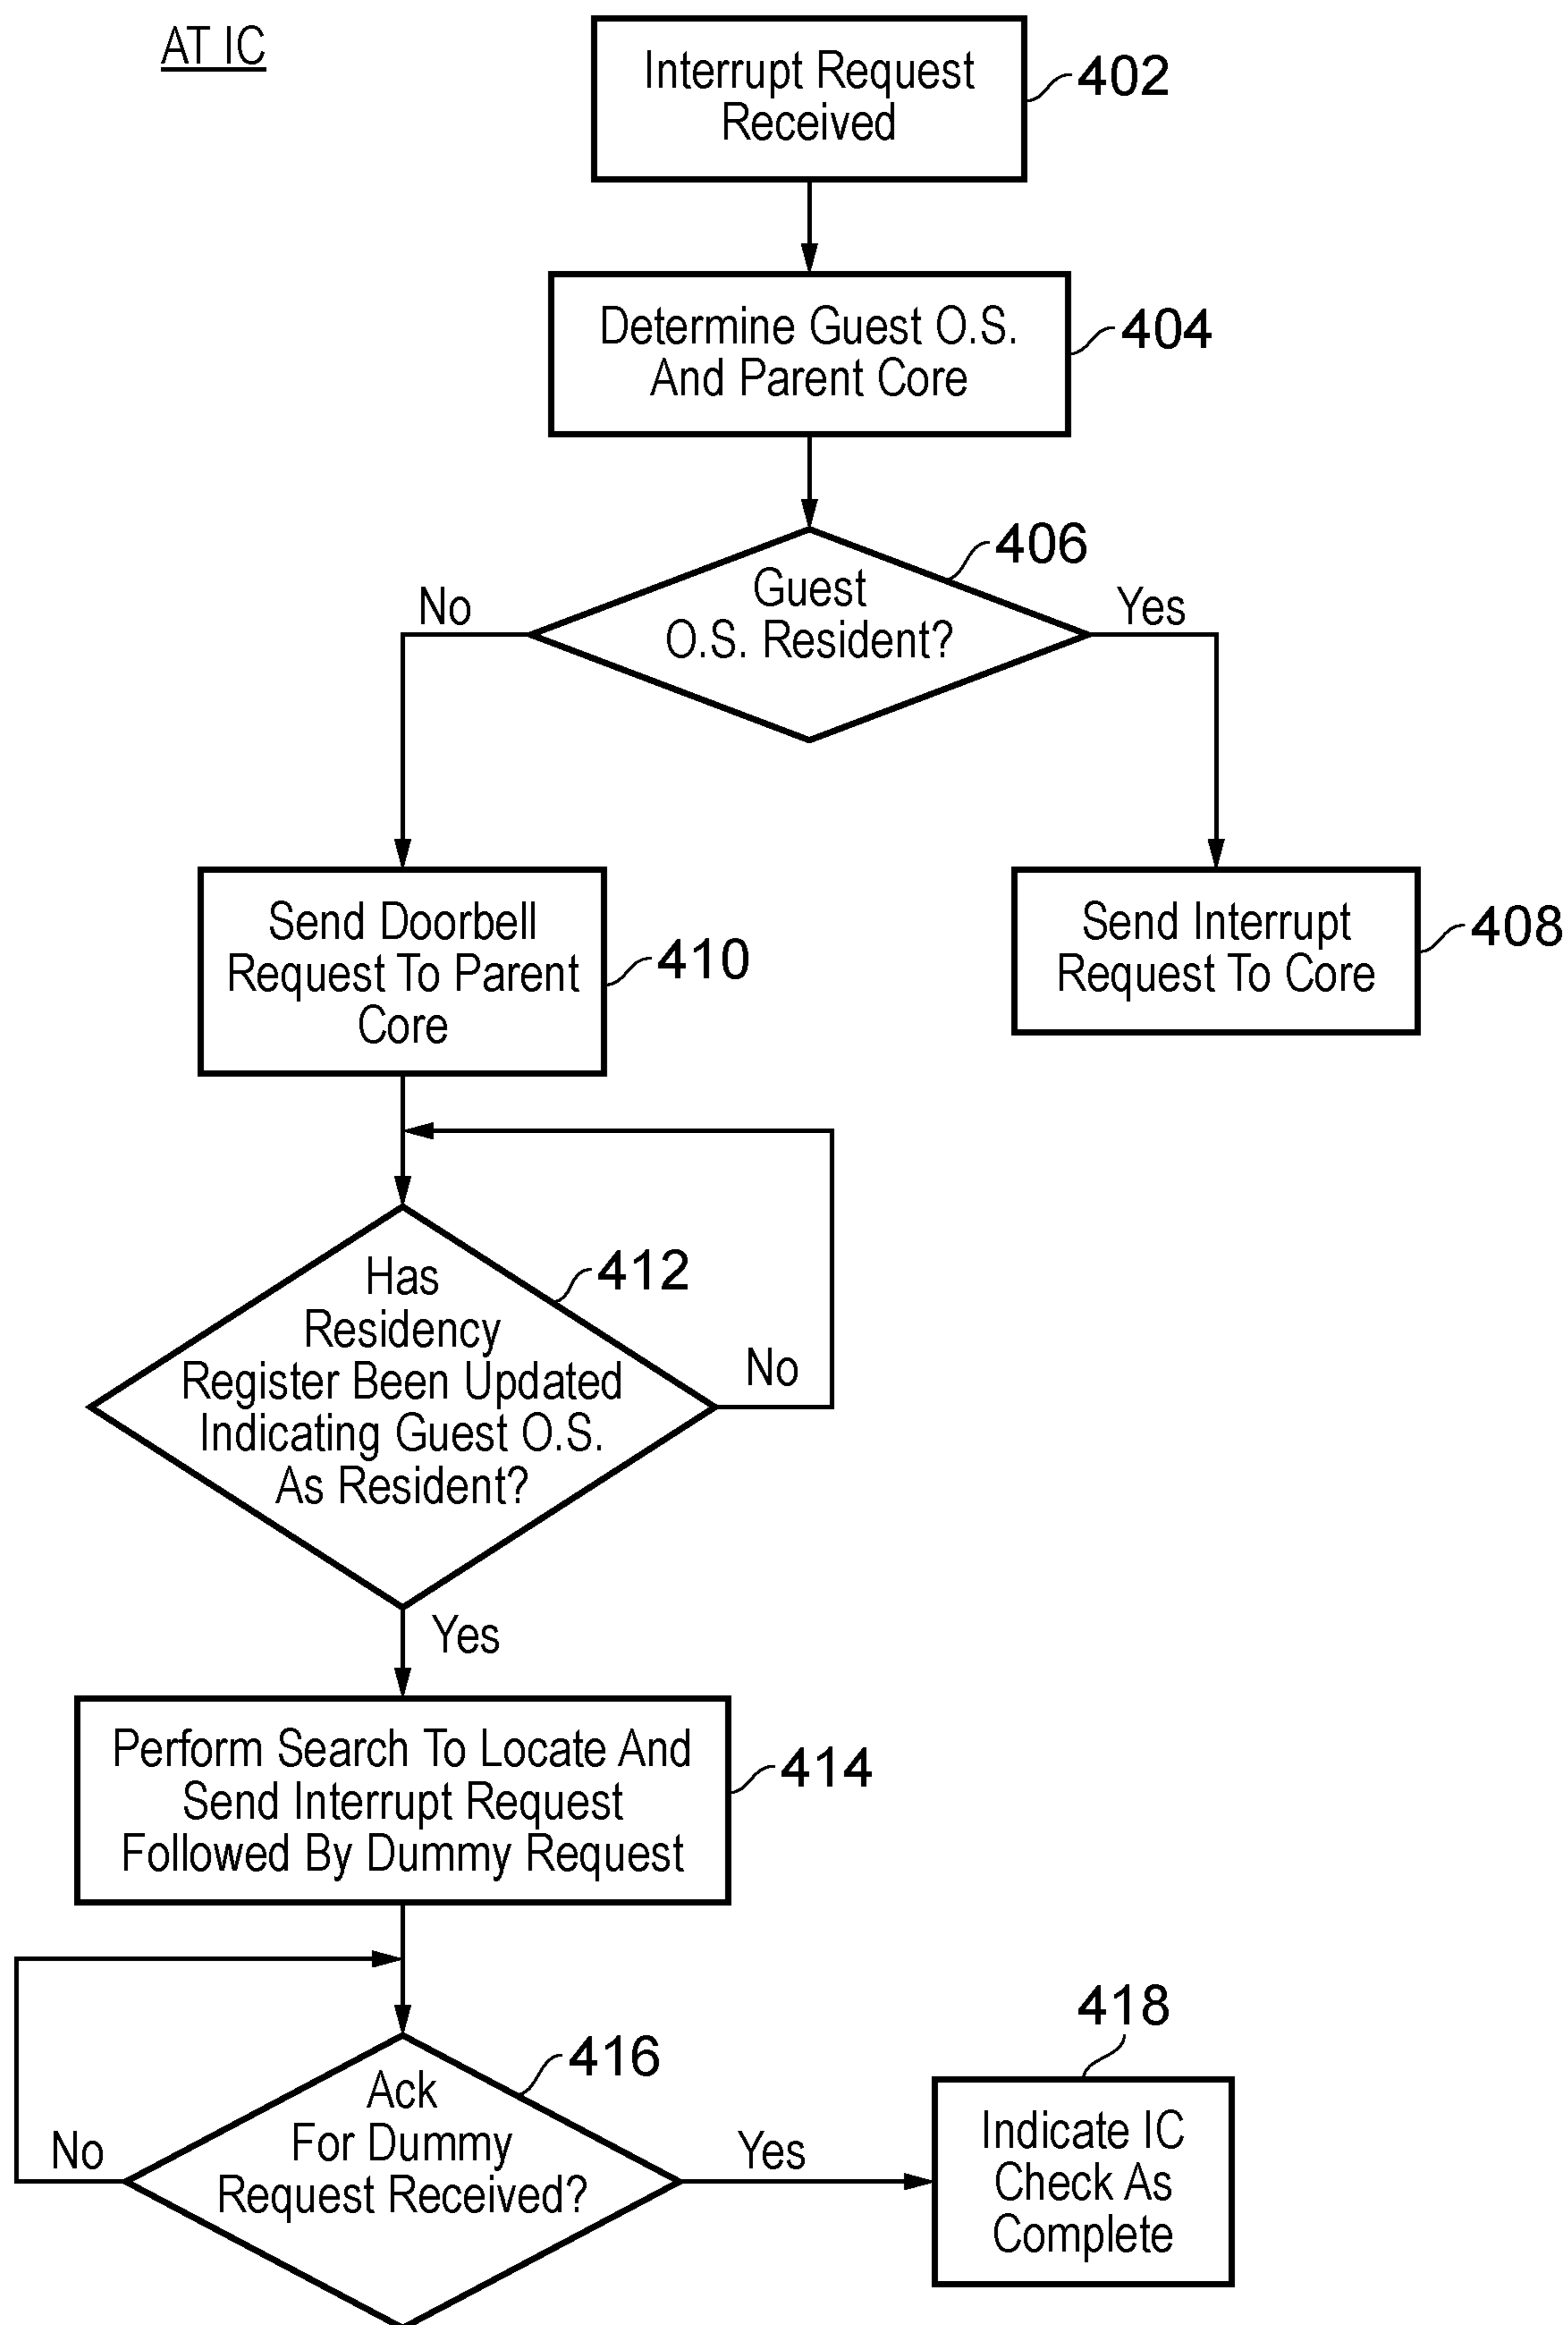 AT IC
Interrupt Request
Received
402
Determine Guest O.S.
And Parent Core
404
406
Guest
O.S. Resident?
No
Yes
Send Doorbell
Request To Parent
Core
410
Send Interrupt
Request To Core
408
Has
Residency
Register Been Updated
Indicating Guest O.S.
As Resident?
412
No
Yes
Perform Search To Locate And
Send Interrupt Request
Followed By Dummy Request
414
Ack
For Dummy
Request Received?
416
No
Yes
418
Indicate IC
Check As
Complete